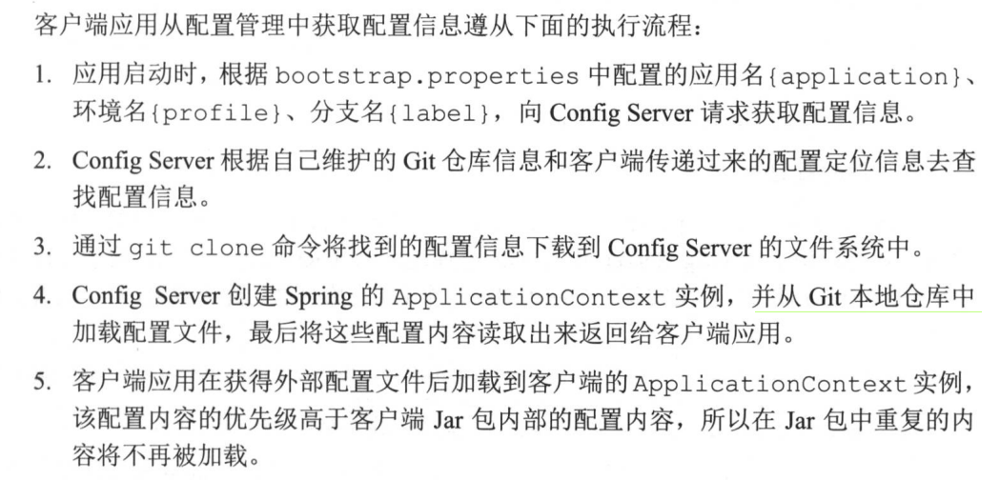 客户端应用从配置管理中获取配置信息遵从下面的执行流程：
1. 应用启动时，根据 bootstrap.properties 中配置的应用名{application}、
环境名{profile}、分支名{label}，向 Config Server 请求获取配置信息。
2. Config Server 根据自己维护的 Git 仓库信息和客户端传递过来的配置定位信息去查
找配置信息。
3. 通过 git clone 命令将找到的配置信息下载到 Config Server 的文件系统中。
4. Config Server 创建 Spring 的 ApplicationContext 实例，并从 Git 本地仓库中
加载配置文件，最后将这些配置内容读取出来返回给客户端应用。
5. 客户端应用在获得外部配置文件后加载到客户端的 ApplicationContext 实例，
该配置内容的优先级高于客户端 Jar 包内部的配置内容，所以在 Jar 包中重复的内
容将不再被加载。